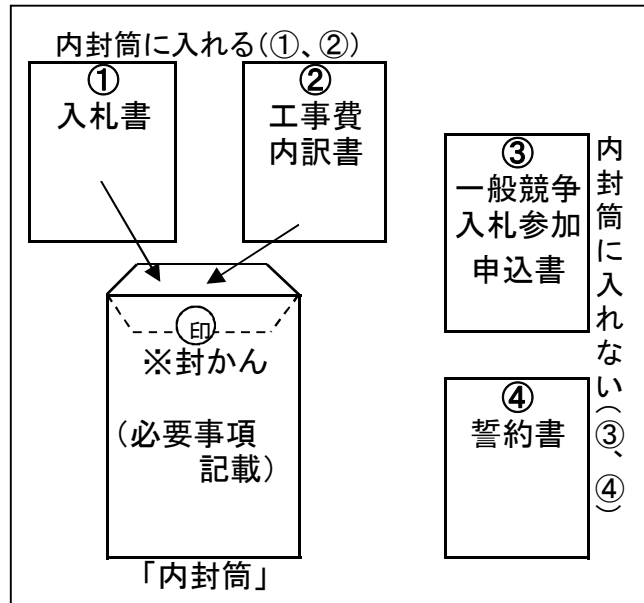 内封筒に入れる(①、②)
①
入札書
②
工事費
内訳書
③
一般競争
入札参加
申込書
内封筒に入れない(③、④)
④
誓約書
印
※封かん
(必要事項
記載)
「内封筒」